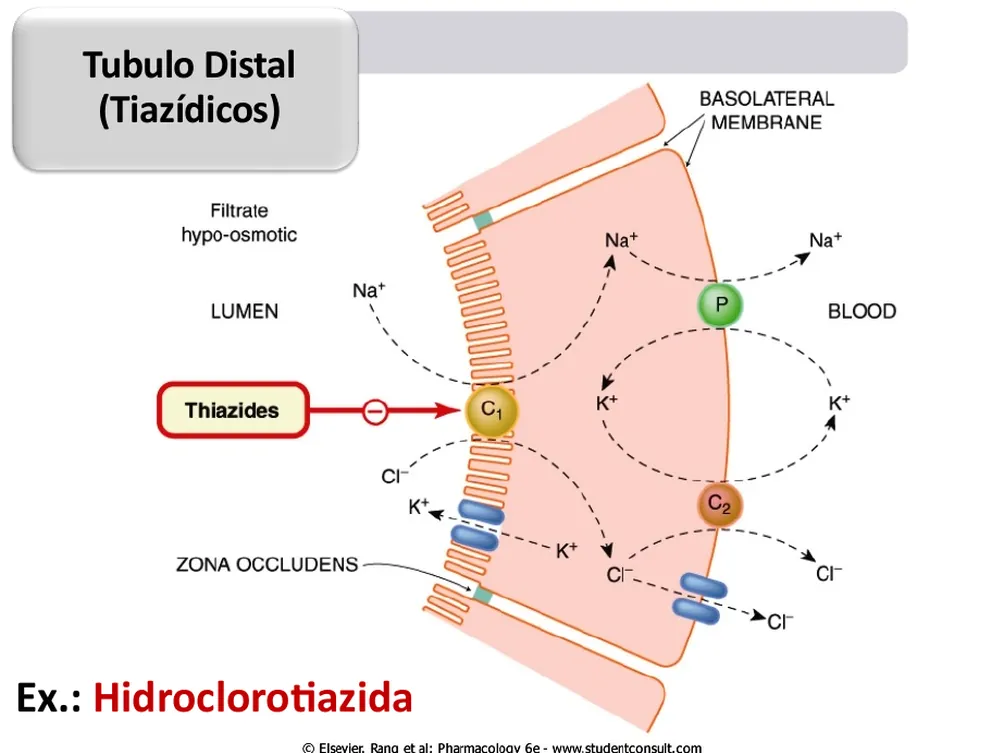 Tubulo Distal
(Tiazídicos)
BASOLATERAL
MEMBRANE
Filtrate
hypo-osmotic
Na⁺
Na⁺
Na⁺
LUMEN
P
BLOOD
Thiazides
−
C₁
K⁺
K⁺
Cl⁻
K⁺
C₂
K⁺
ZONA OCCLUDENS
Cl⁻
Cl⁻
Cl⁻
Ex.: Hidroclorotiazida
© Elsevier. Rang et al: Pharmacology 6e - www.studentconsult.com